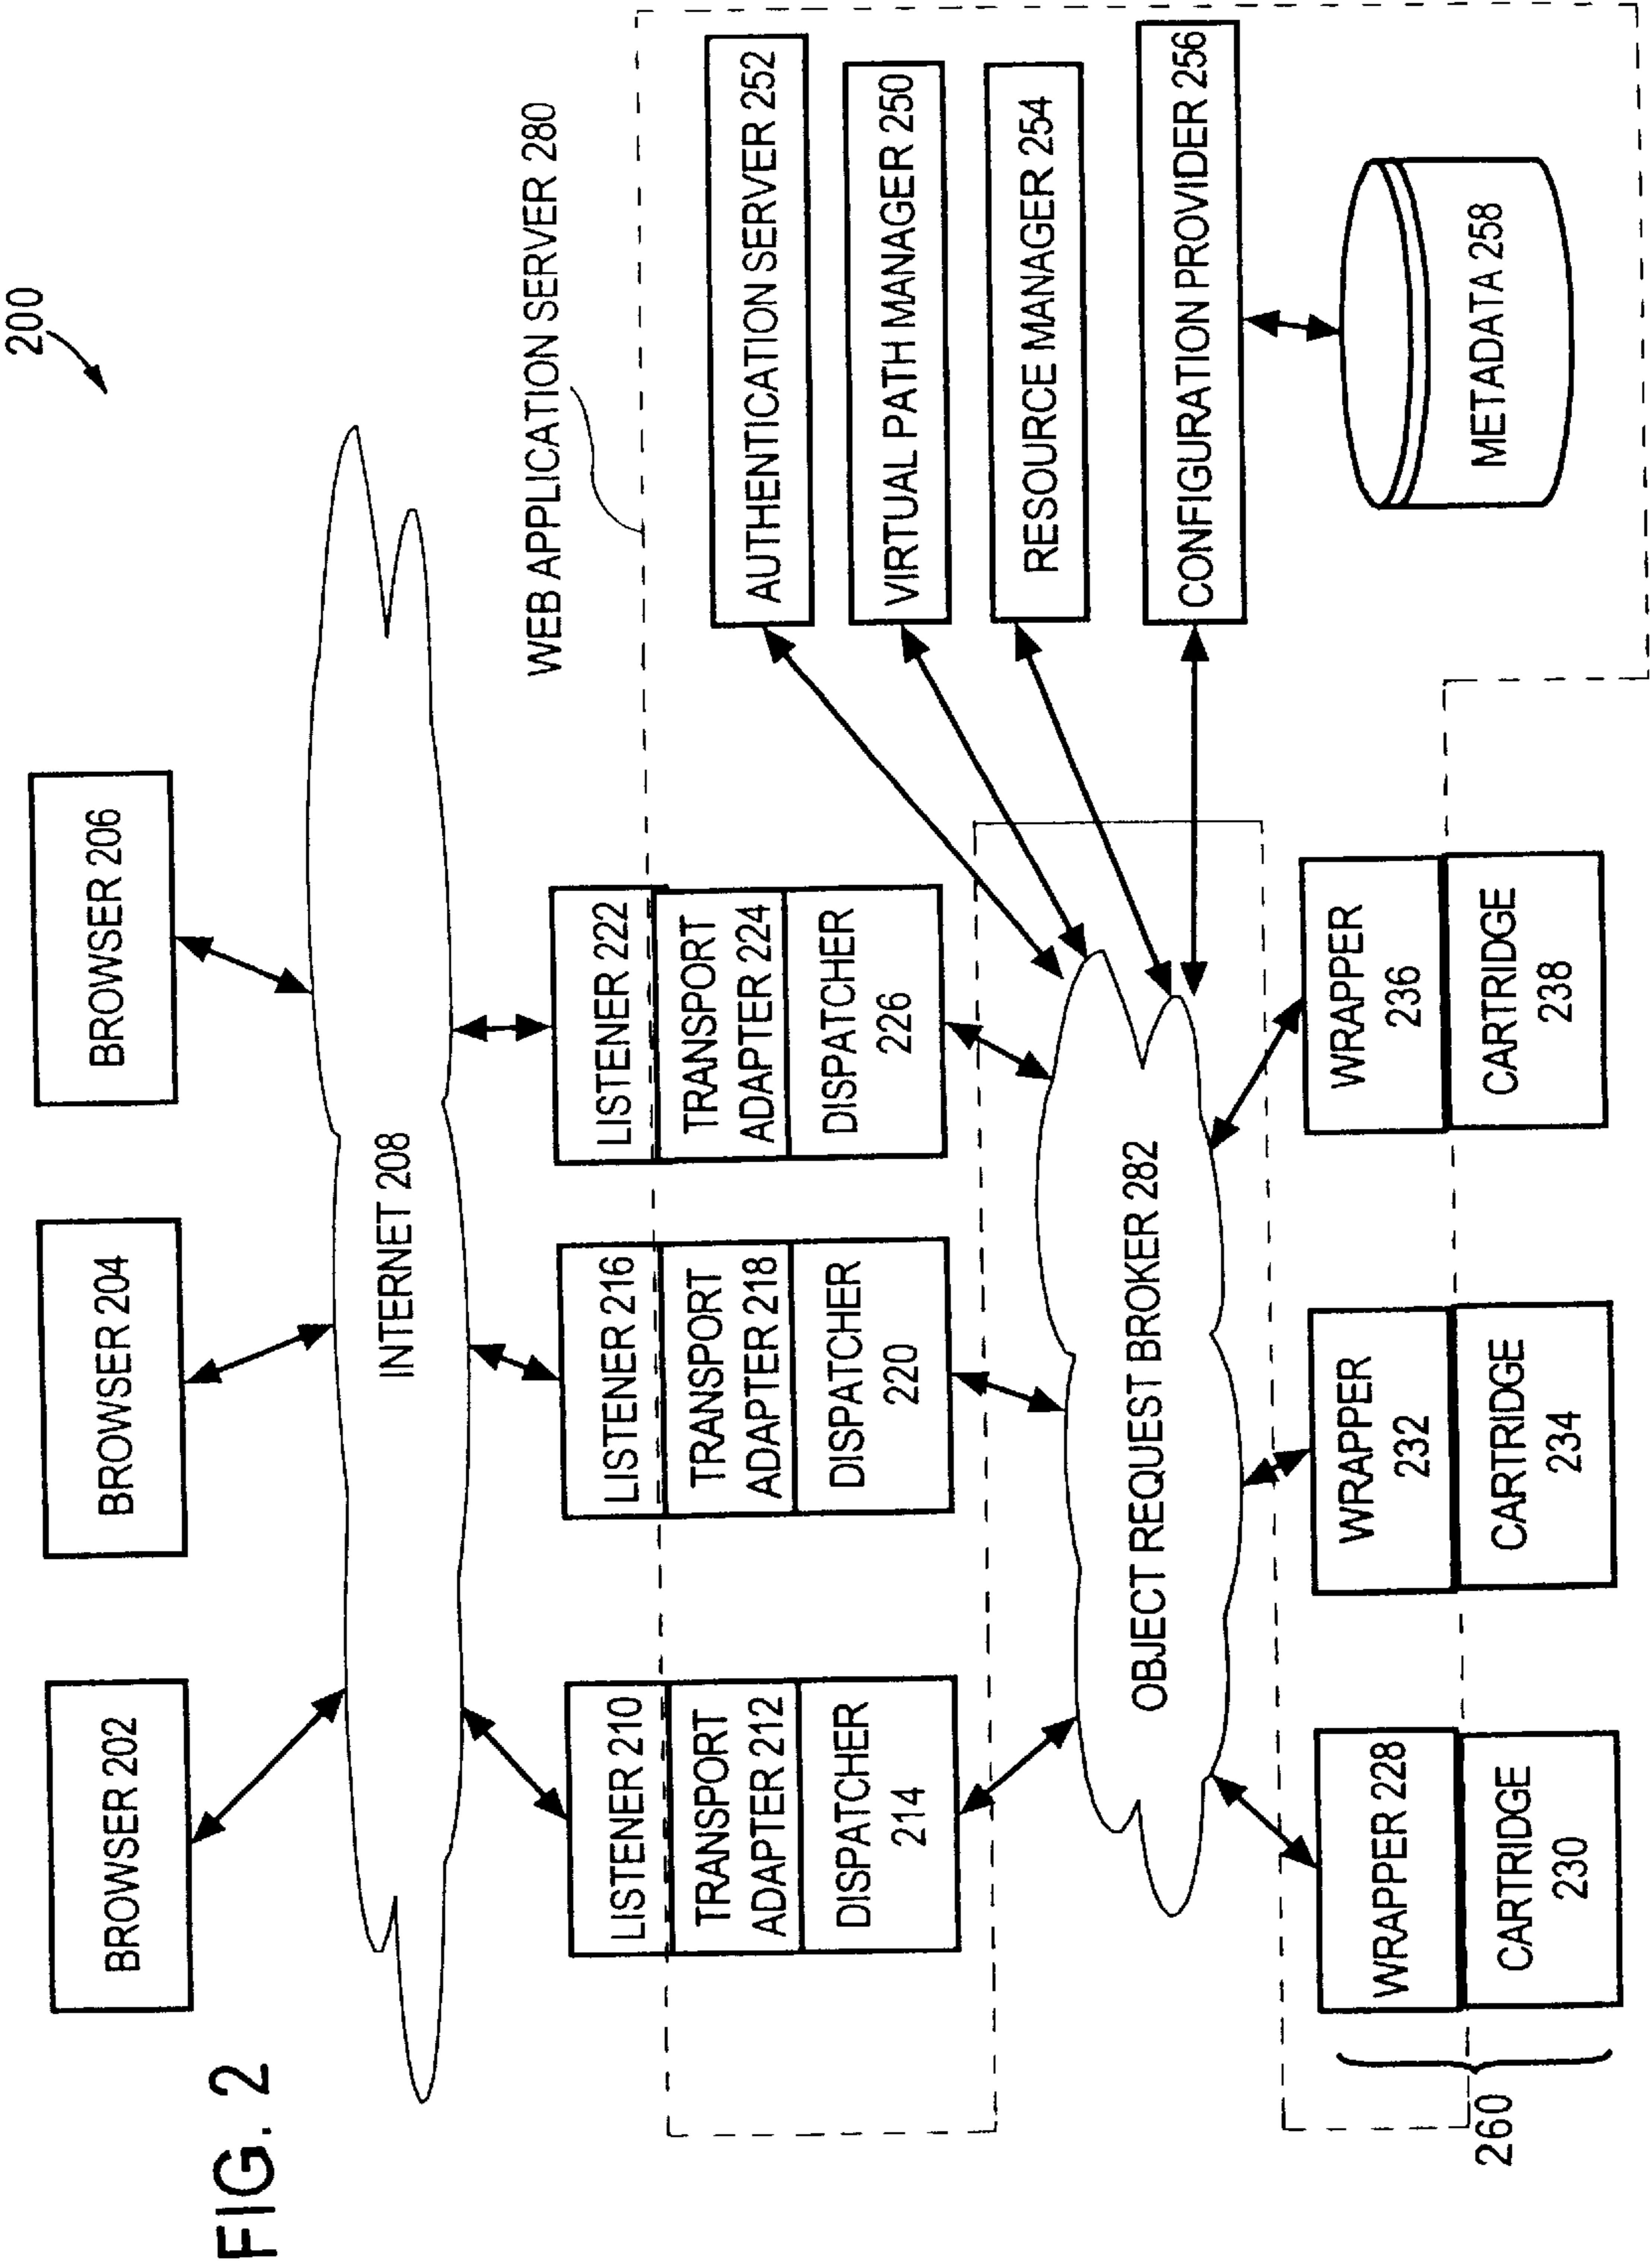 FIG. 2
200
BROWSER 202
BROWSER 204
BROWSER 206
INTERNET 208
WEB APPLICATION SERVER 280
LISTENER 210
TRANSPORT
ADAPTER 212
DISPATCHER
214
LISTENER 216
TRANSPORT
ADAPTER 218
DISPATCHER
220
LISTENER 222
TRANSPORT
ADAPTER 224
DISPATCHER
226
AUTHENTICATION SERVER 252
VIRTUAL PATH MANAGER 250
RESOURCE MANAGER 254
CONFIGURATION PROVIDER 256
METADATA 258
OBJECT REQUEST BROKER 282
WRAPPER 228
CARTRIDGE
230
WRAPPER
232
CARTRIDGE
234
WRAPPER
236
CARTRIDGE
238
260